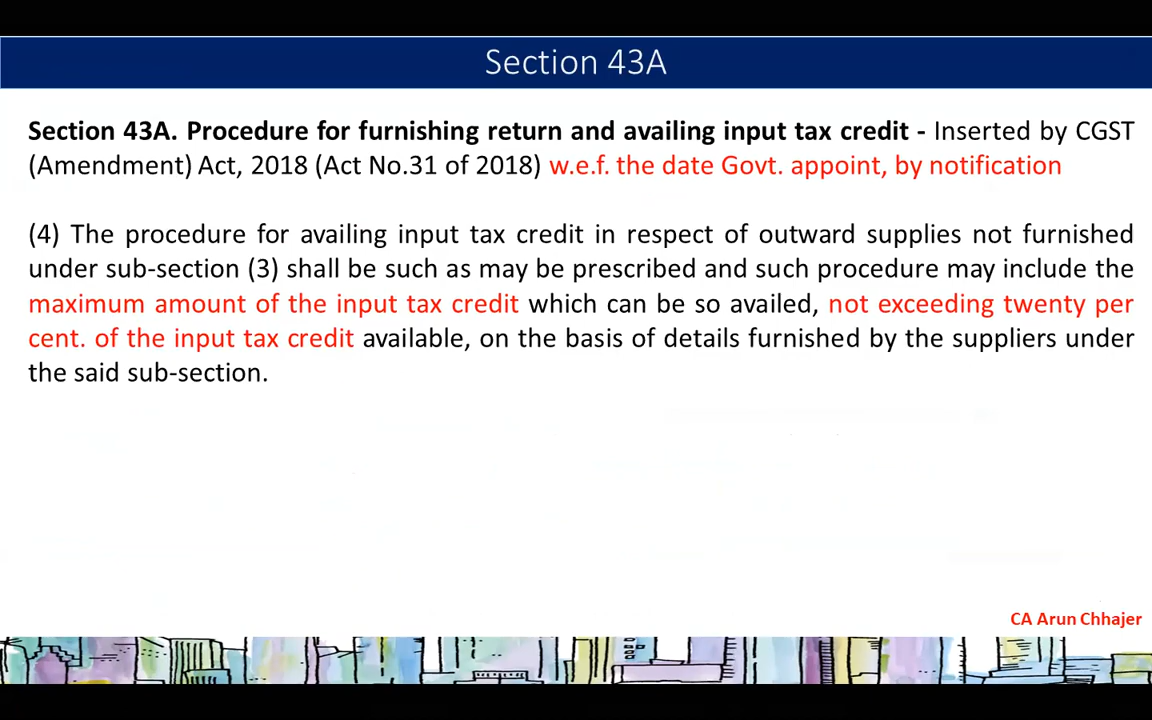 Section 43A
Section 43A. Procedure for furnishing return and availing input tax credit - Inserted by CGST
(Amendment) Act, 2018 (Act No.31 of 2018) w.e.f. the date Govt. appoint, by notification
(4) The procedure for availing input tax credit in respect of outward supplies not furnished
under sub-section (3) shall be such as may be prescribed and such procedure may include the
maximum amount of the input tax credit which can be so availed, not exceeding twenty per
cent. of the input tax credit available, on the basis of details furnished by the suppliers under
the said sub-section.
CA Arun Chhajer